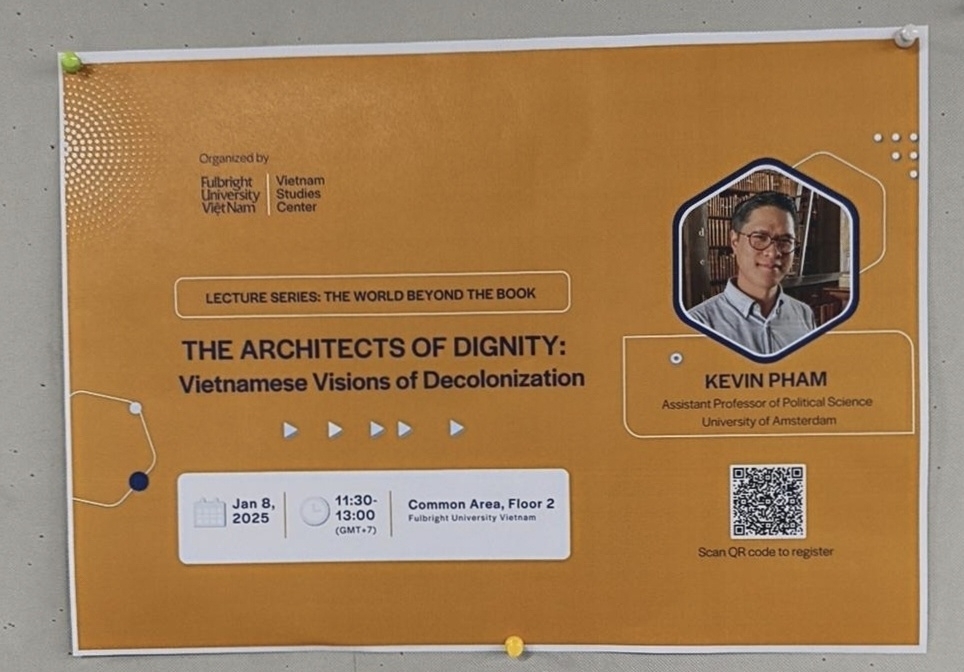 Organized by
Fulbright
University
Việt Nam
Vietnam
Studies
Center
LECTURE SERIES: THE WORLD BEYOND THE BOOK
THE ARCHITECTS OF DIGNITY:
Vietnamese Visions of Decolonization
Jan 8,
2025
11:30-
13:00
(GMT+7)
Common Area, Floor 2
Fulbright University Vietnam
KEVIN PHAM
Assistant Professor of Political Science
University of Amsterdam
Scan QR code to register